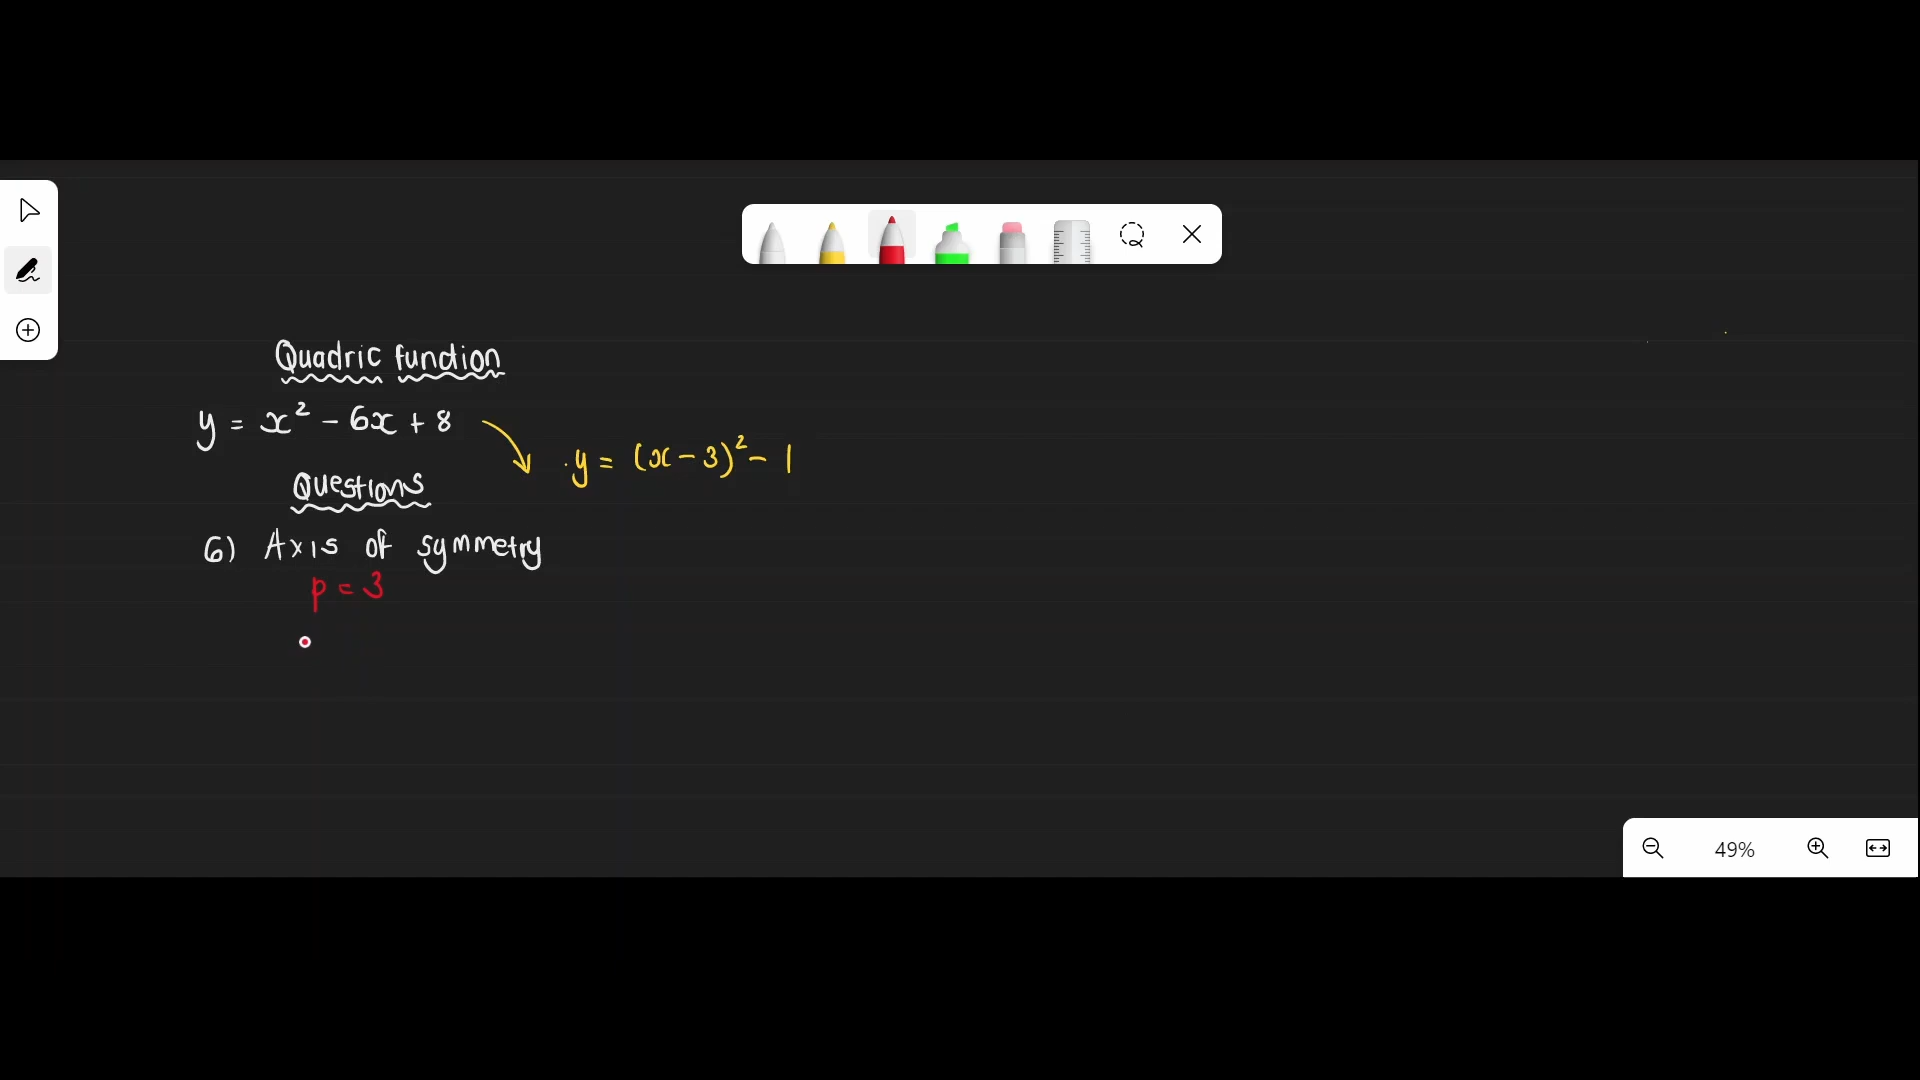 Quadric function
y = x² - 6x + 8
y = (x - 3)² - 1
Questions
6) Axis of symmetry
p = 3
49%